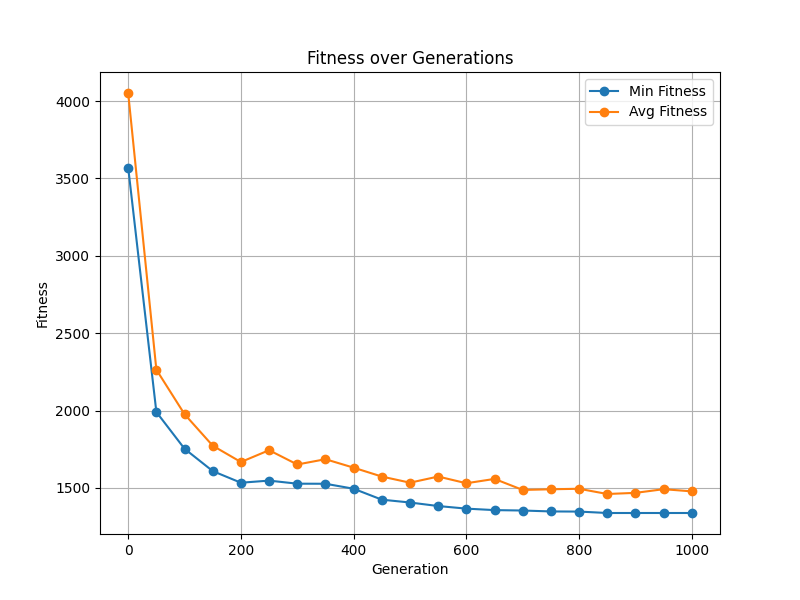 Fitness over Generations
Min Fitness
Avg Fitness
4000
3500
3000
2500
2000
1500
Fitness
0 200 400 600 800 1000
Generation